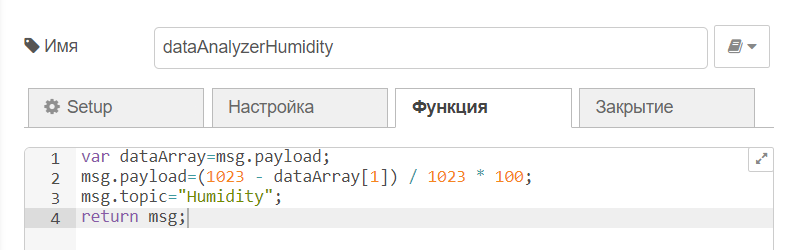 Имя
dataAnalyzerHumidity
Setup
Настройка
Функция
Закрытие
1 var dataArray=msg.payload;
2 msg.payload=(1023 - dataArray[1]) / 1023 * 100;
3 msg.topic="Humidity";
4 return msg;